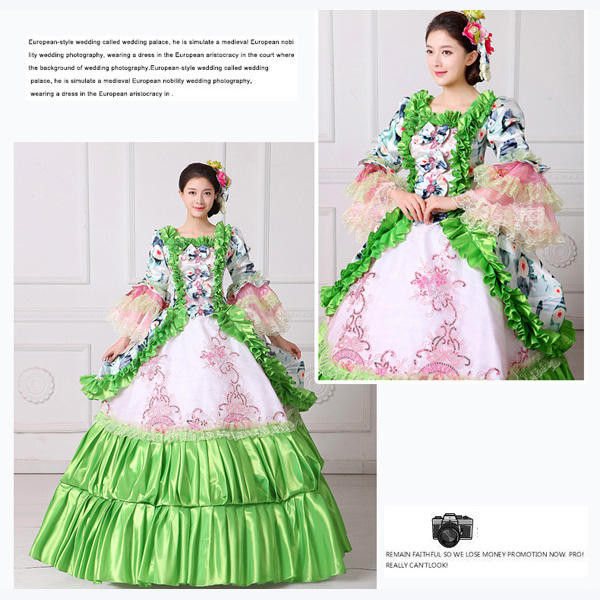 European-style wedding called wedding palace, he is simulate a medieval European nobi
lity wedding photography, wearing a dress in the European aristocracy in the court where
the background of wedding photography.European-style wedding called wedding
palace, he is simulate a medieval European nobility wedding photography,
wearing a dress in the European aristocracy in .
REMAIN FAITHFUL SO WE LOSE MONEY PROMOTION NOW. PRO!
REALLY CAN'TLOOK!